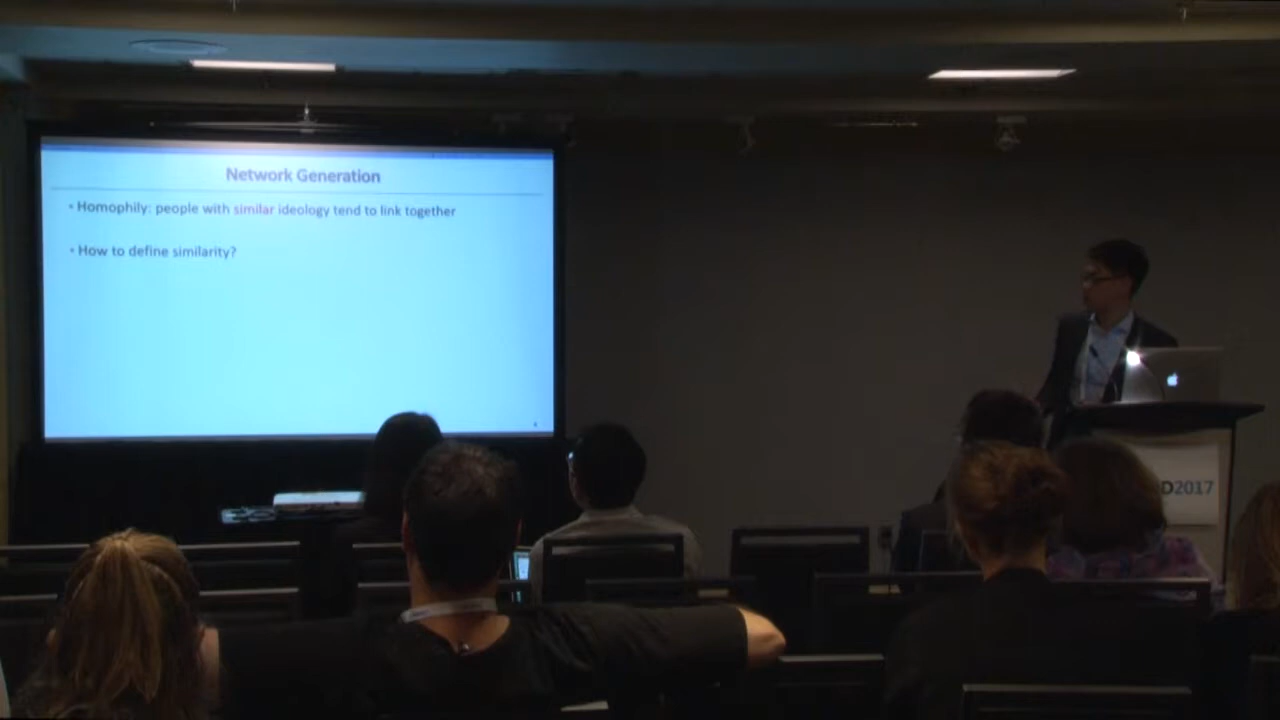 Network Generation
• Homophily: people with similar ideology tend to link together
• How to define similarity?
D2017